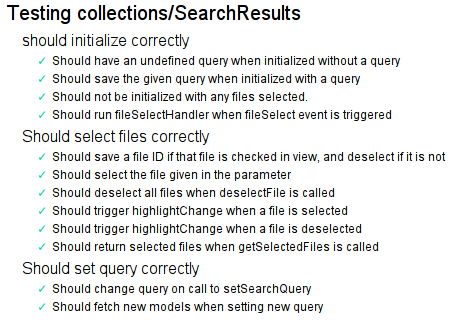 Testing collections/SearchResults
should initialize correctly
✓ Should have an undefined query when initialized without a query
✓ Should save the given query when initialized with a query
✓ Should not be initialized with any files selected.
✓ Should run fileSelectHandler when fileSelect event is triggered
Should select files correctly
✓ Should save a file ID if that file is checked in view, and deselect if it is not
✓ Should select the file given in the parameter
✓ Should deselect all files when deselectFile is called
✓ Should trigger highlightChange when a file is selected
✓ Should trigger highlightChange when a file is deselected
✓ Should return selected files when getSelectedFiles is called
Should set query correctly
✓ Should change query on call to setSearchQuery
✓ Should fetch new models when setting new query